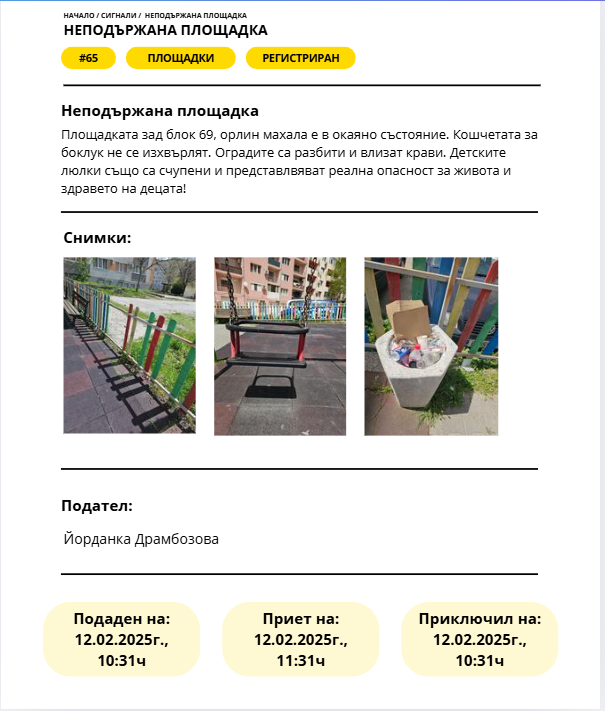 НАЧАЛО / СИГНАЛИ / НЕПОДЪРЖАНА ПЛОЩАДКА
НЕПОДЪРЖАНА ПЛОЩАДКА
#65
ПЛОЩАДКИ
РЕГИСТРИРАН
Неподържана площадка
Площадката зад блок 69, орлин махала е в окаяно състояние. Кошчетата за
боклук не се изхвърлят. Оградите са разбити и влизат крави. Детските
люлки също са счупени и представлвяват реална опасност за живота и
здравето на децата!
Снимки:
Подател:
Йорданка Драмбозова
Подаден на:
12.02.2025г.,
10:31ч
Приет на:
12.02.2025г.,
11:31ч
Приключил на:
12.02.2025г.,
10:31ч